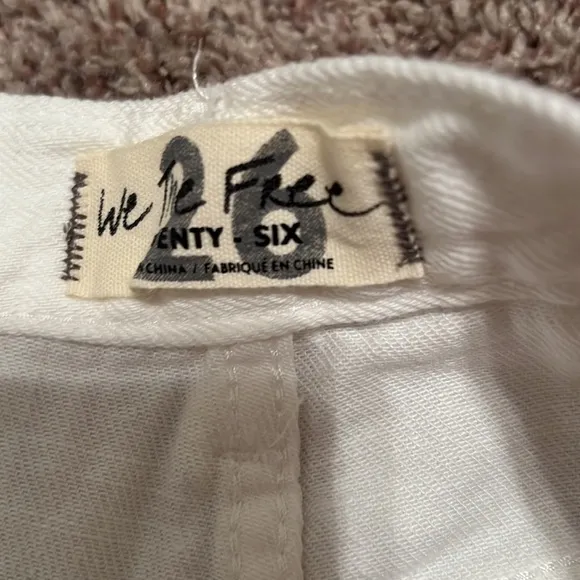 We The Free
26
ENTY - SIX
CHINA / FABRIQUÉ EN CHINE